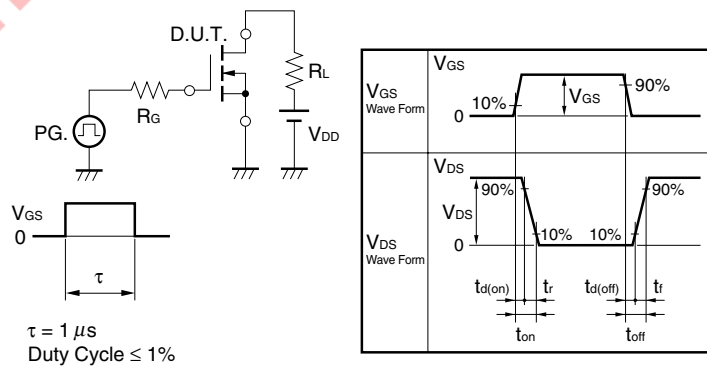 D.U.T.
RL
RG
PG.
VDD
VGS
0
τ
τ = 1 μs
Duty Cycle ≤ 1%
VGS
Wave Form
VGS
10%
0
VGS
90%
VDS
Wave Form
VDS
90%
VDS
0
10%
10%
90%
td(on)
tr
td(off)
tf
ton
toff